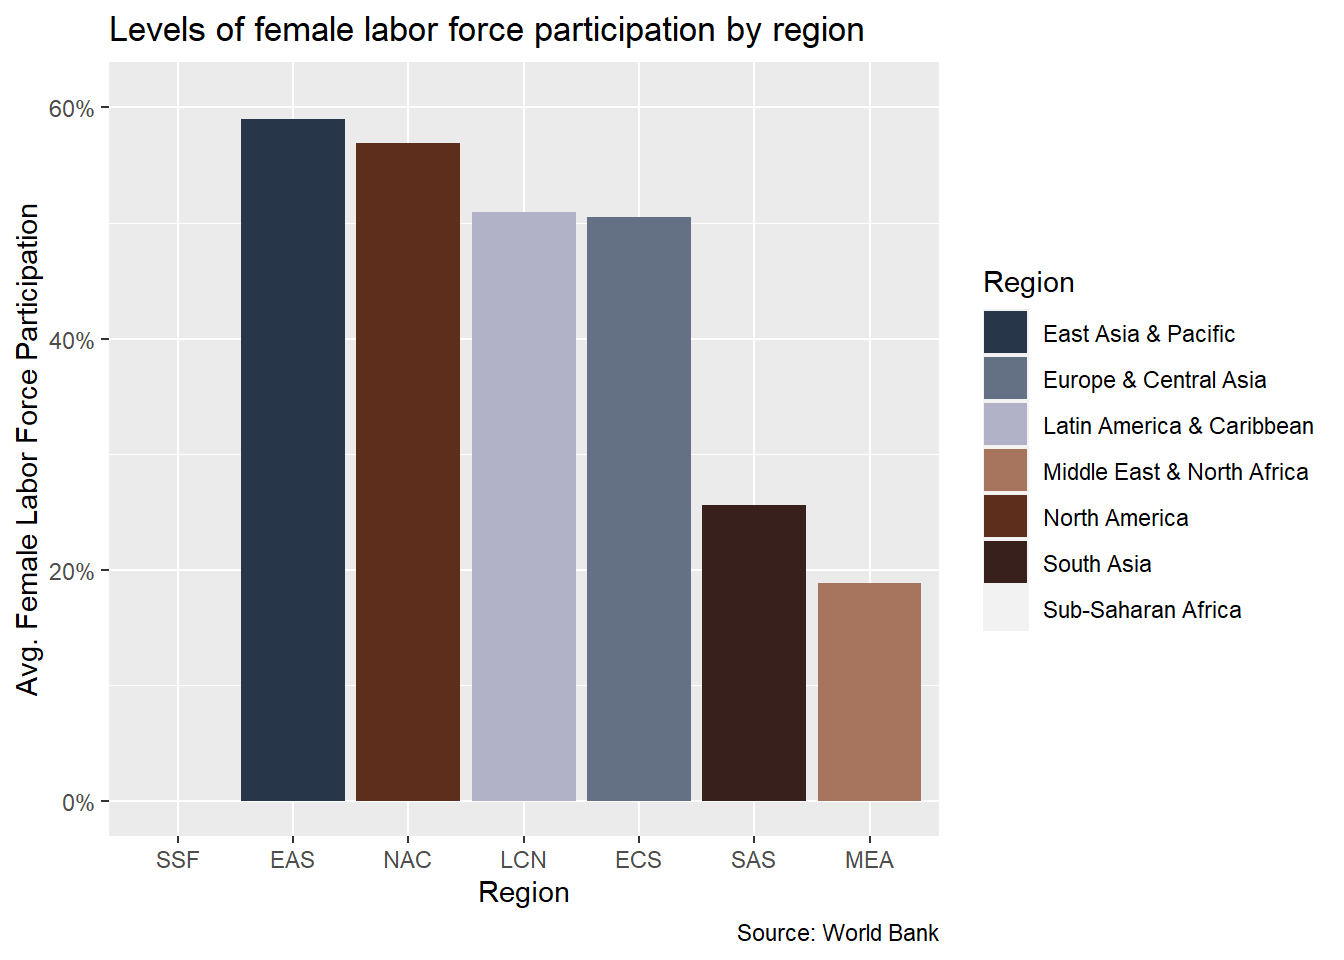 Levels of female labor force participation by region
Avg. Female Labor Force Participation
60%
40%
20%
0%
SSF EAS NAC LCN ECS SAS MEA
Region
Source: World Bank
Region
East Asia & Pacific
Europe & Central Asia
Latin America & Caribbean
Middle East & North Africa
North America
South Asia
Sub-Saharan Africa